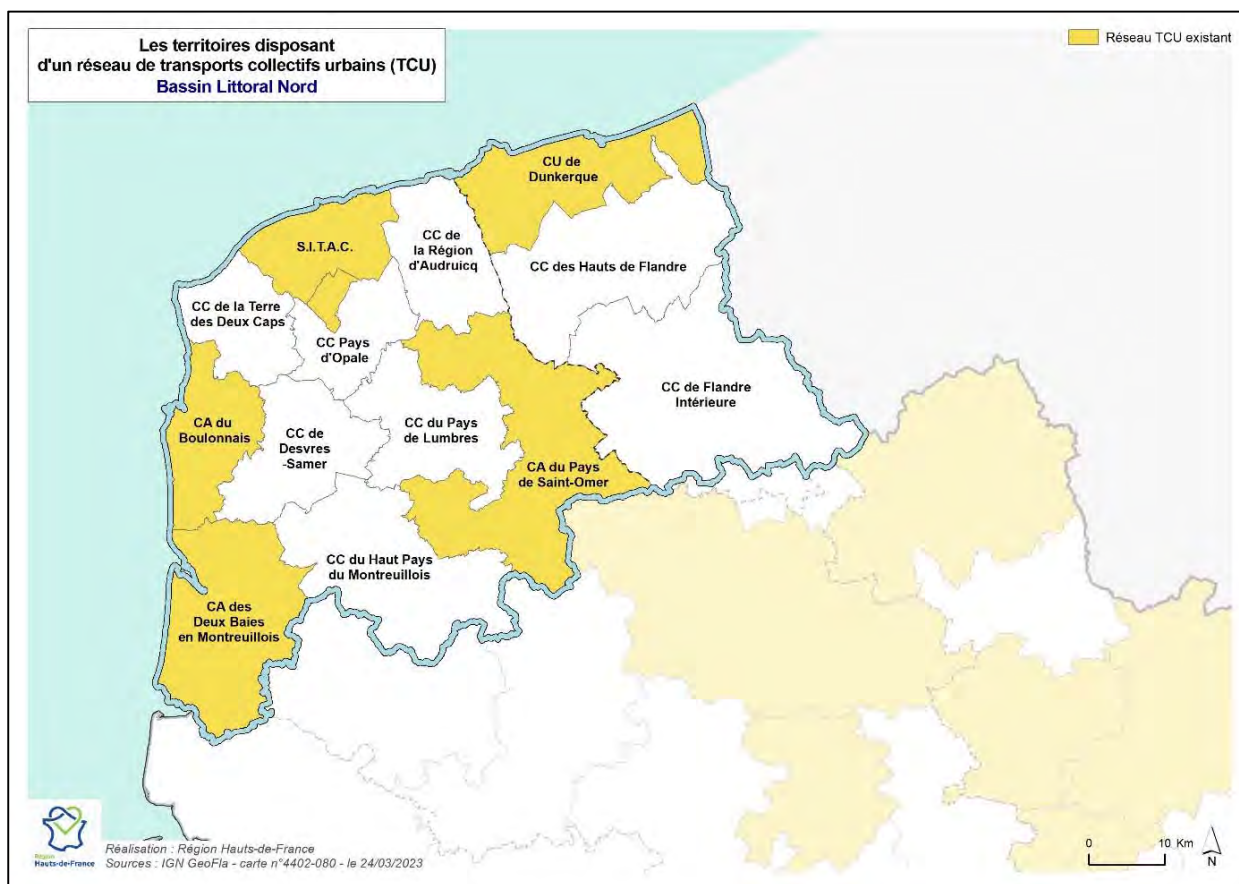 Les territoires disposant
d'un réseau de transports collectifs urbains (TCU)
Bassin Littoral Nord
Réseau TCU existant
CU de
Dunkerque
S.I.T.A.C.
CC de
la Région
d'Audruicq
CC des Hauts de Flandre
CC de la Terre
des Deux Caps
CC Pays
d'Opale
CC de Flandre
Intérieure
CA du
Boulonnais
CC de
Desvres
-Samer
CC du Pays
de Lumbres
CA du Pays
de Saint-Omer
CC du Haut Pays
du Montreuillois
CA des
Deux Baies
en Montreuillois
Région
Hauts-de-France
Réalisation : Région Hauts-de-France
Sources : IGN GeoFla - carte n°4402-080 - le 24/03/2023
0 10 Km
N